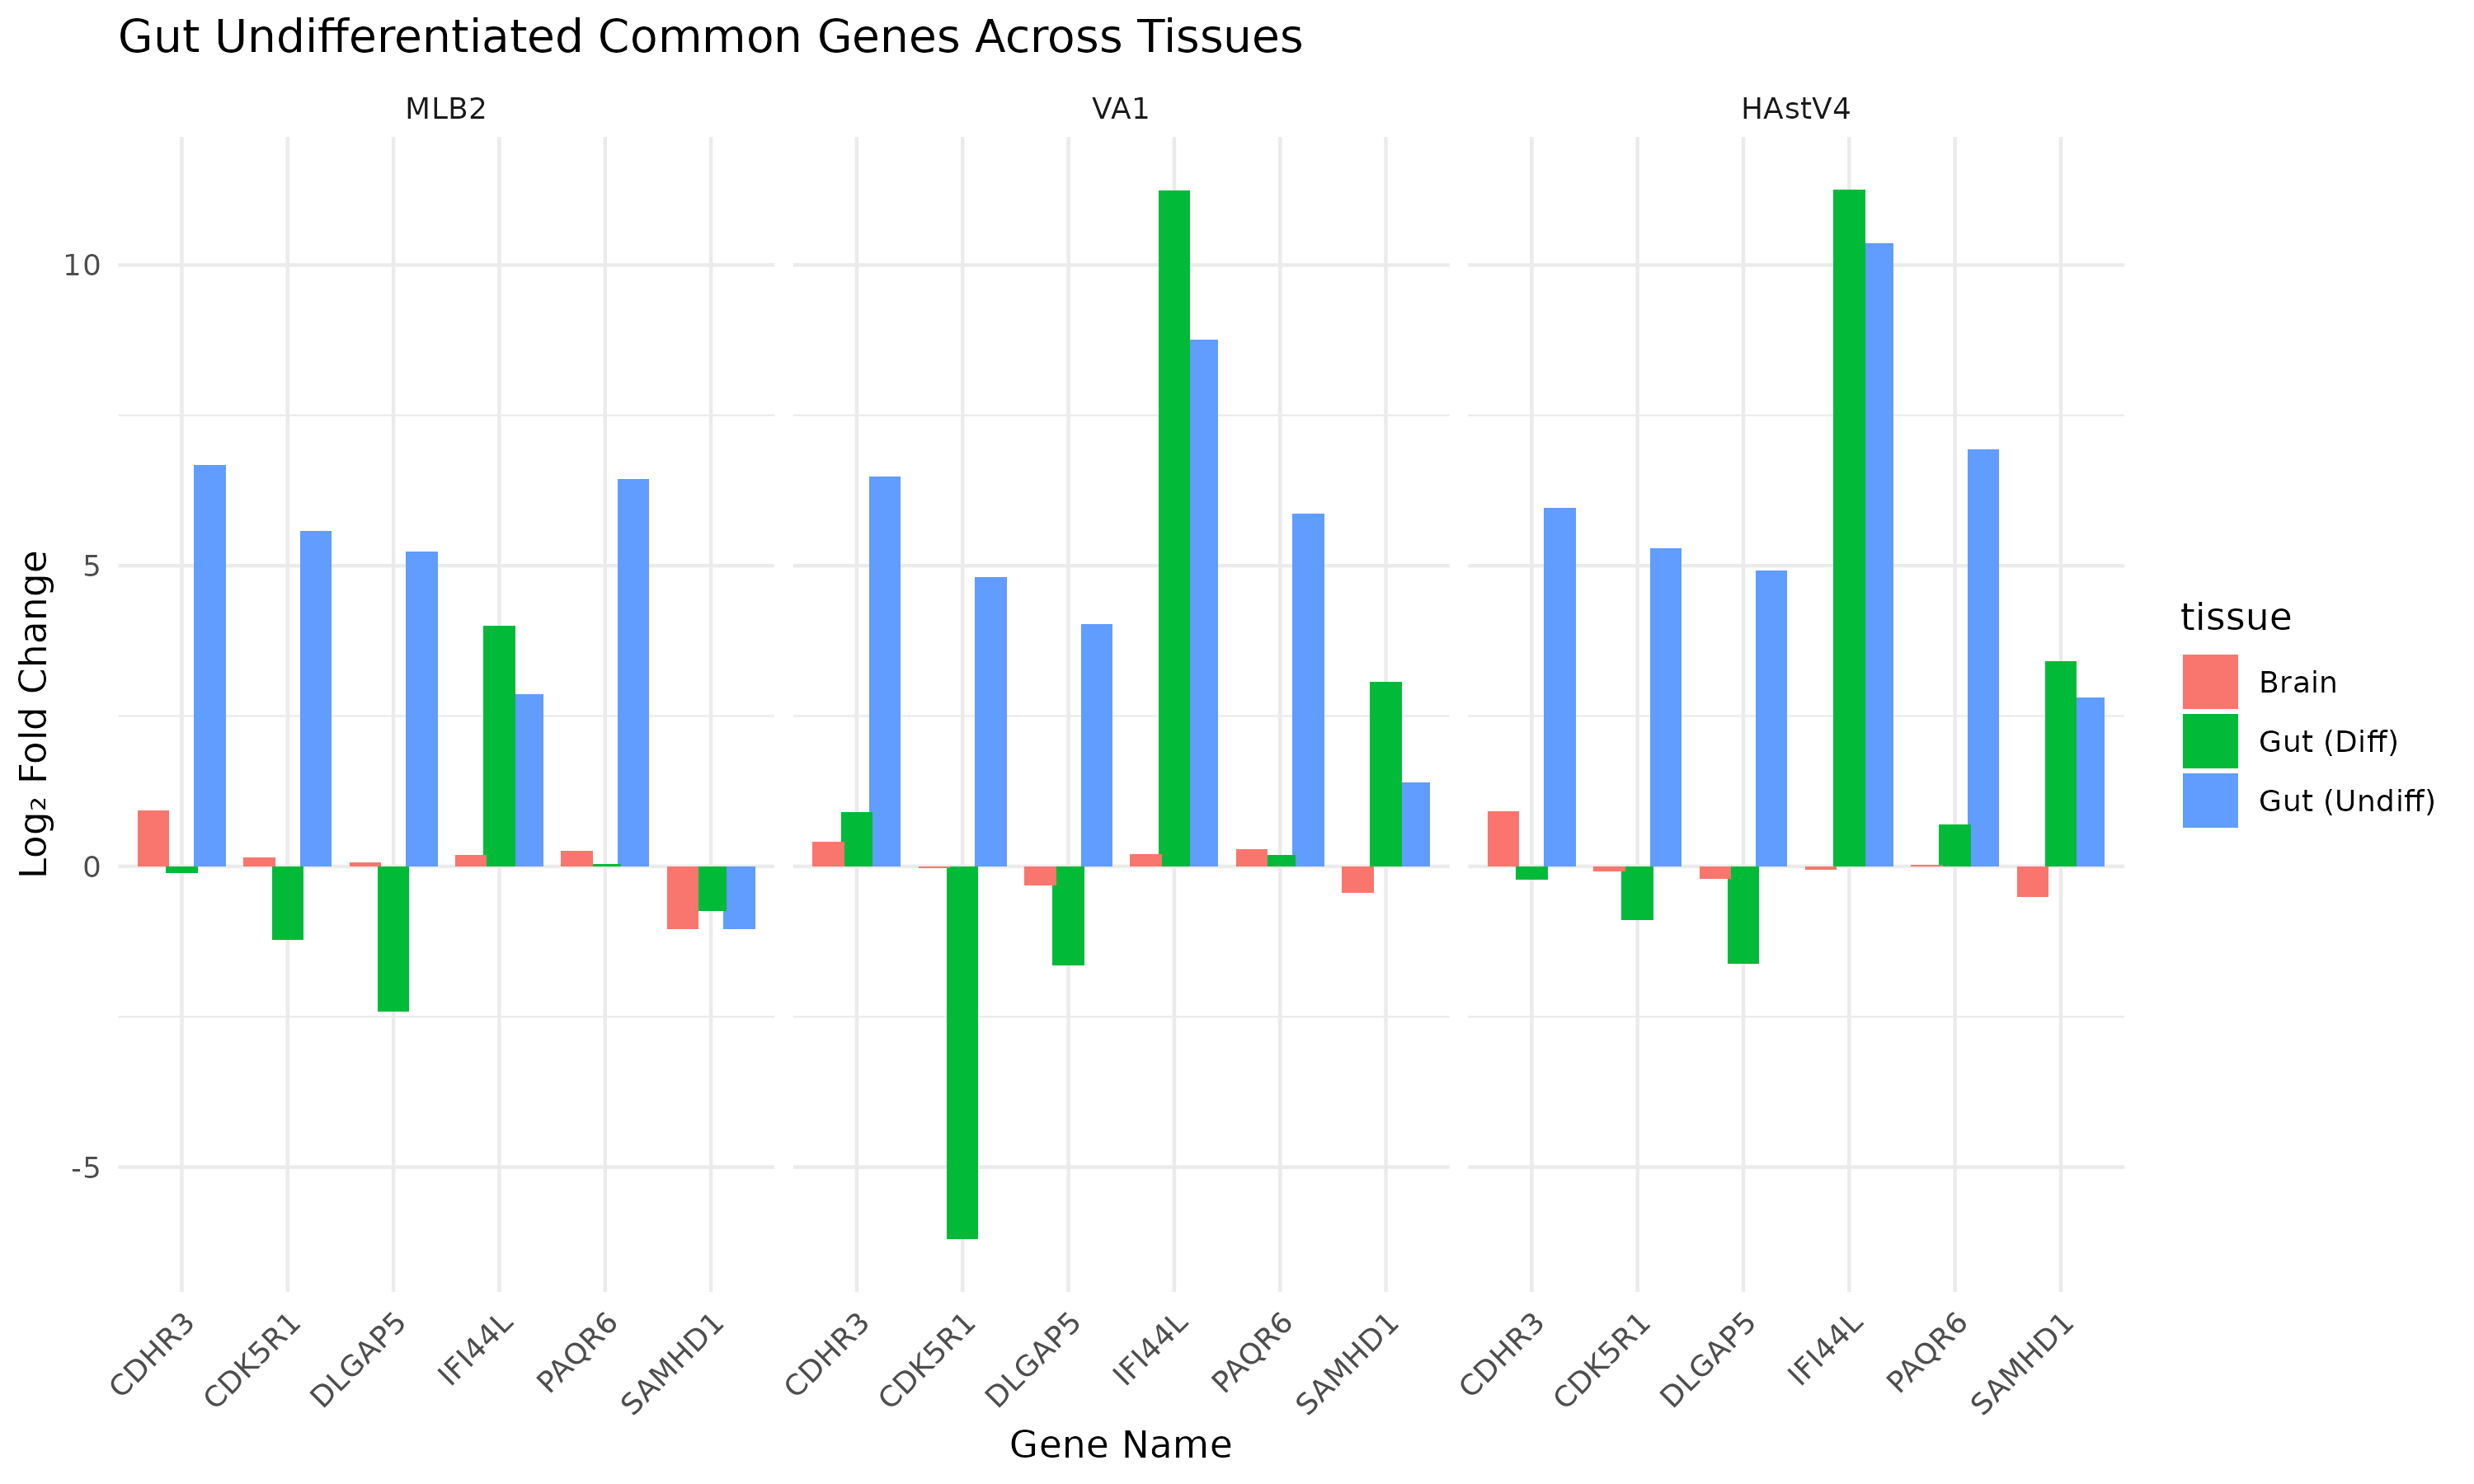 Gut Undifferentiated Common Genes Across Tissues
MLB2
VA1
HAstV4
Log₂ Fold Change
10
5
0
-5
CDHR3
CDK5R1
DLGAP5
IFI44L
PAQR6
SAMHD1
CDHR3
CDK5R1
DLGAP5
IFI44L
PAQR6
SAMHD1
CDHR3
CDK5R1
DLGAP5
IFI44L
PAQR6
SAMHD1
Gene Name
tissue
Brain
Gut (Diff)
Gut (Undiff)